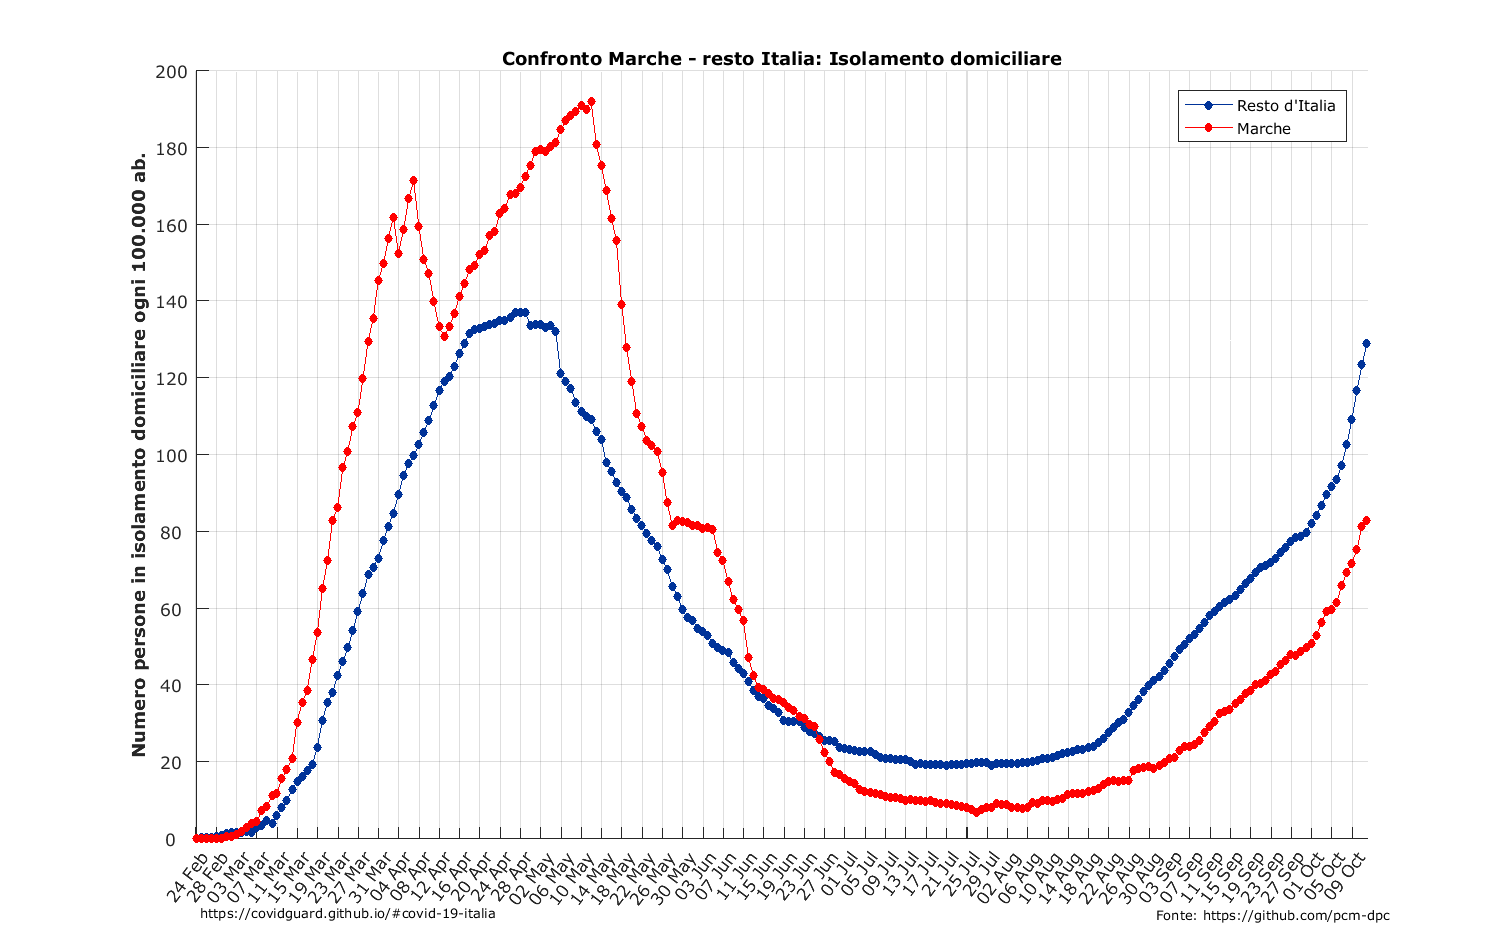 Confronto Marche - resto Italia: Isolamento domiciliare
Numero persone in isolamento domiciliare ogni 100.000 ab.
200
180
160
140
120
100
80
60
40
20
0
Resto d'Italia
Marche
24 Feb
28 Feb
03 Mar
07 Mar
11 Mar
15 Mar
19 Mar
23 Mar
27 Mar
31 Mar
04 Apr
08 Apr
12 Apr
16 Apr
20 Apr
24 Apr
28 Apr
02 May
06 May
10 May
14 May
18 May
22 May
26 May
30 May
03 Jun
07 Jun
11 Jun
15 Jun
19 Jun
23 Jun
27 Jun
01 Jul
05 Jul
09 Jul
13 Jul
17 Jul
21 Jul
25 Jul
29 Jul
02 Aug
06 Aug
10 Aug
14 Aug
18 Aug
22 Aug
26 Aug
30 Aug
03 Sep
07 Sep
11 Sep
15 Sep
19 Sep
23 Sep
27 Sep
01 Oct
05 Oct
09 Oct
https://covidguard.github.io/#covid-19-italia
Fonte: https://github.com/pcm-dpc